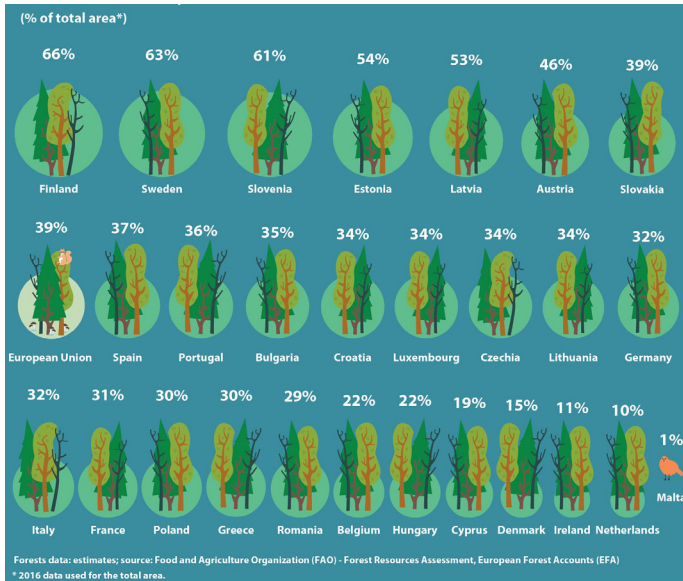 (% of total area*)
66% 63% 61% 54% 53% 46% 39%
Finland Sweden Slovenia Estonia Latvia Austria Slovakia
39% 37% 36% 35% 34% 34% 34% 34% 32%
European Union Spain Portugal Bulgaria Croatia Luxembourg Czechia Lithuania Germany
32% 31% 30% 30% 29% 22% 22% 19% 15% 11% 10% 1%
Italy France Poland Greece Romania Belgium Hungary Cyprus Denmark Ireland Netherlands Malta
Forests data: estimates; source: Food and Agriculture Organization (FAO) - Forest Resources Assessment, European Forest Accounts (EFA)
* 2016 data used for the total area.